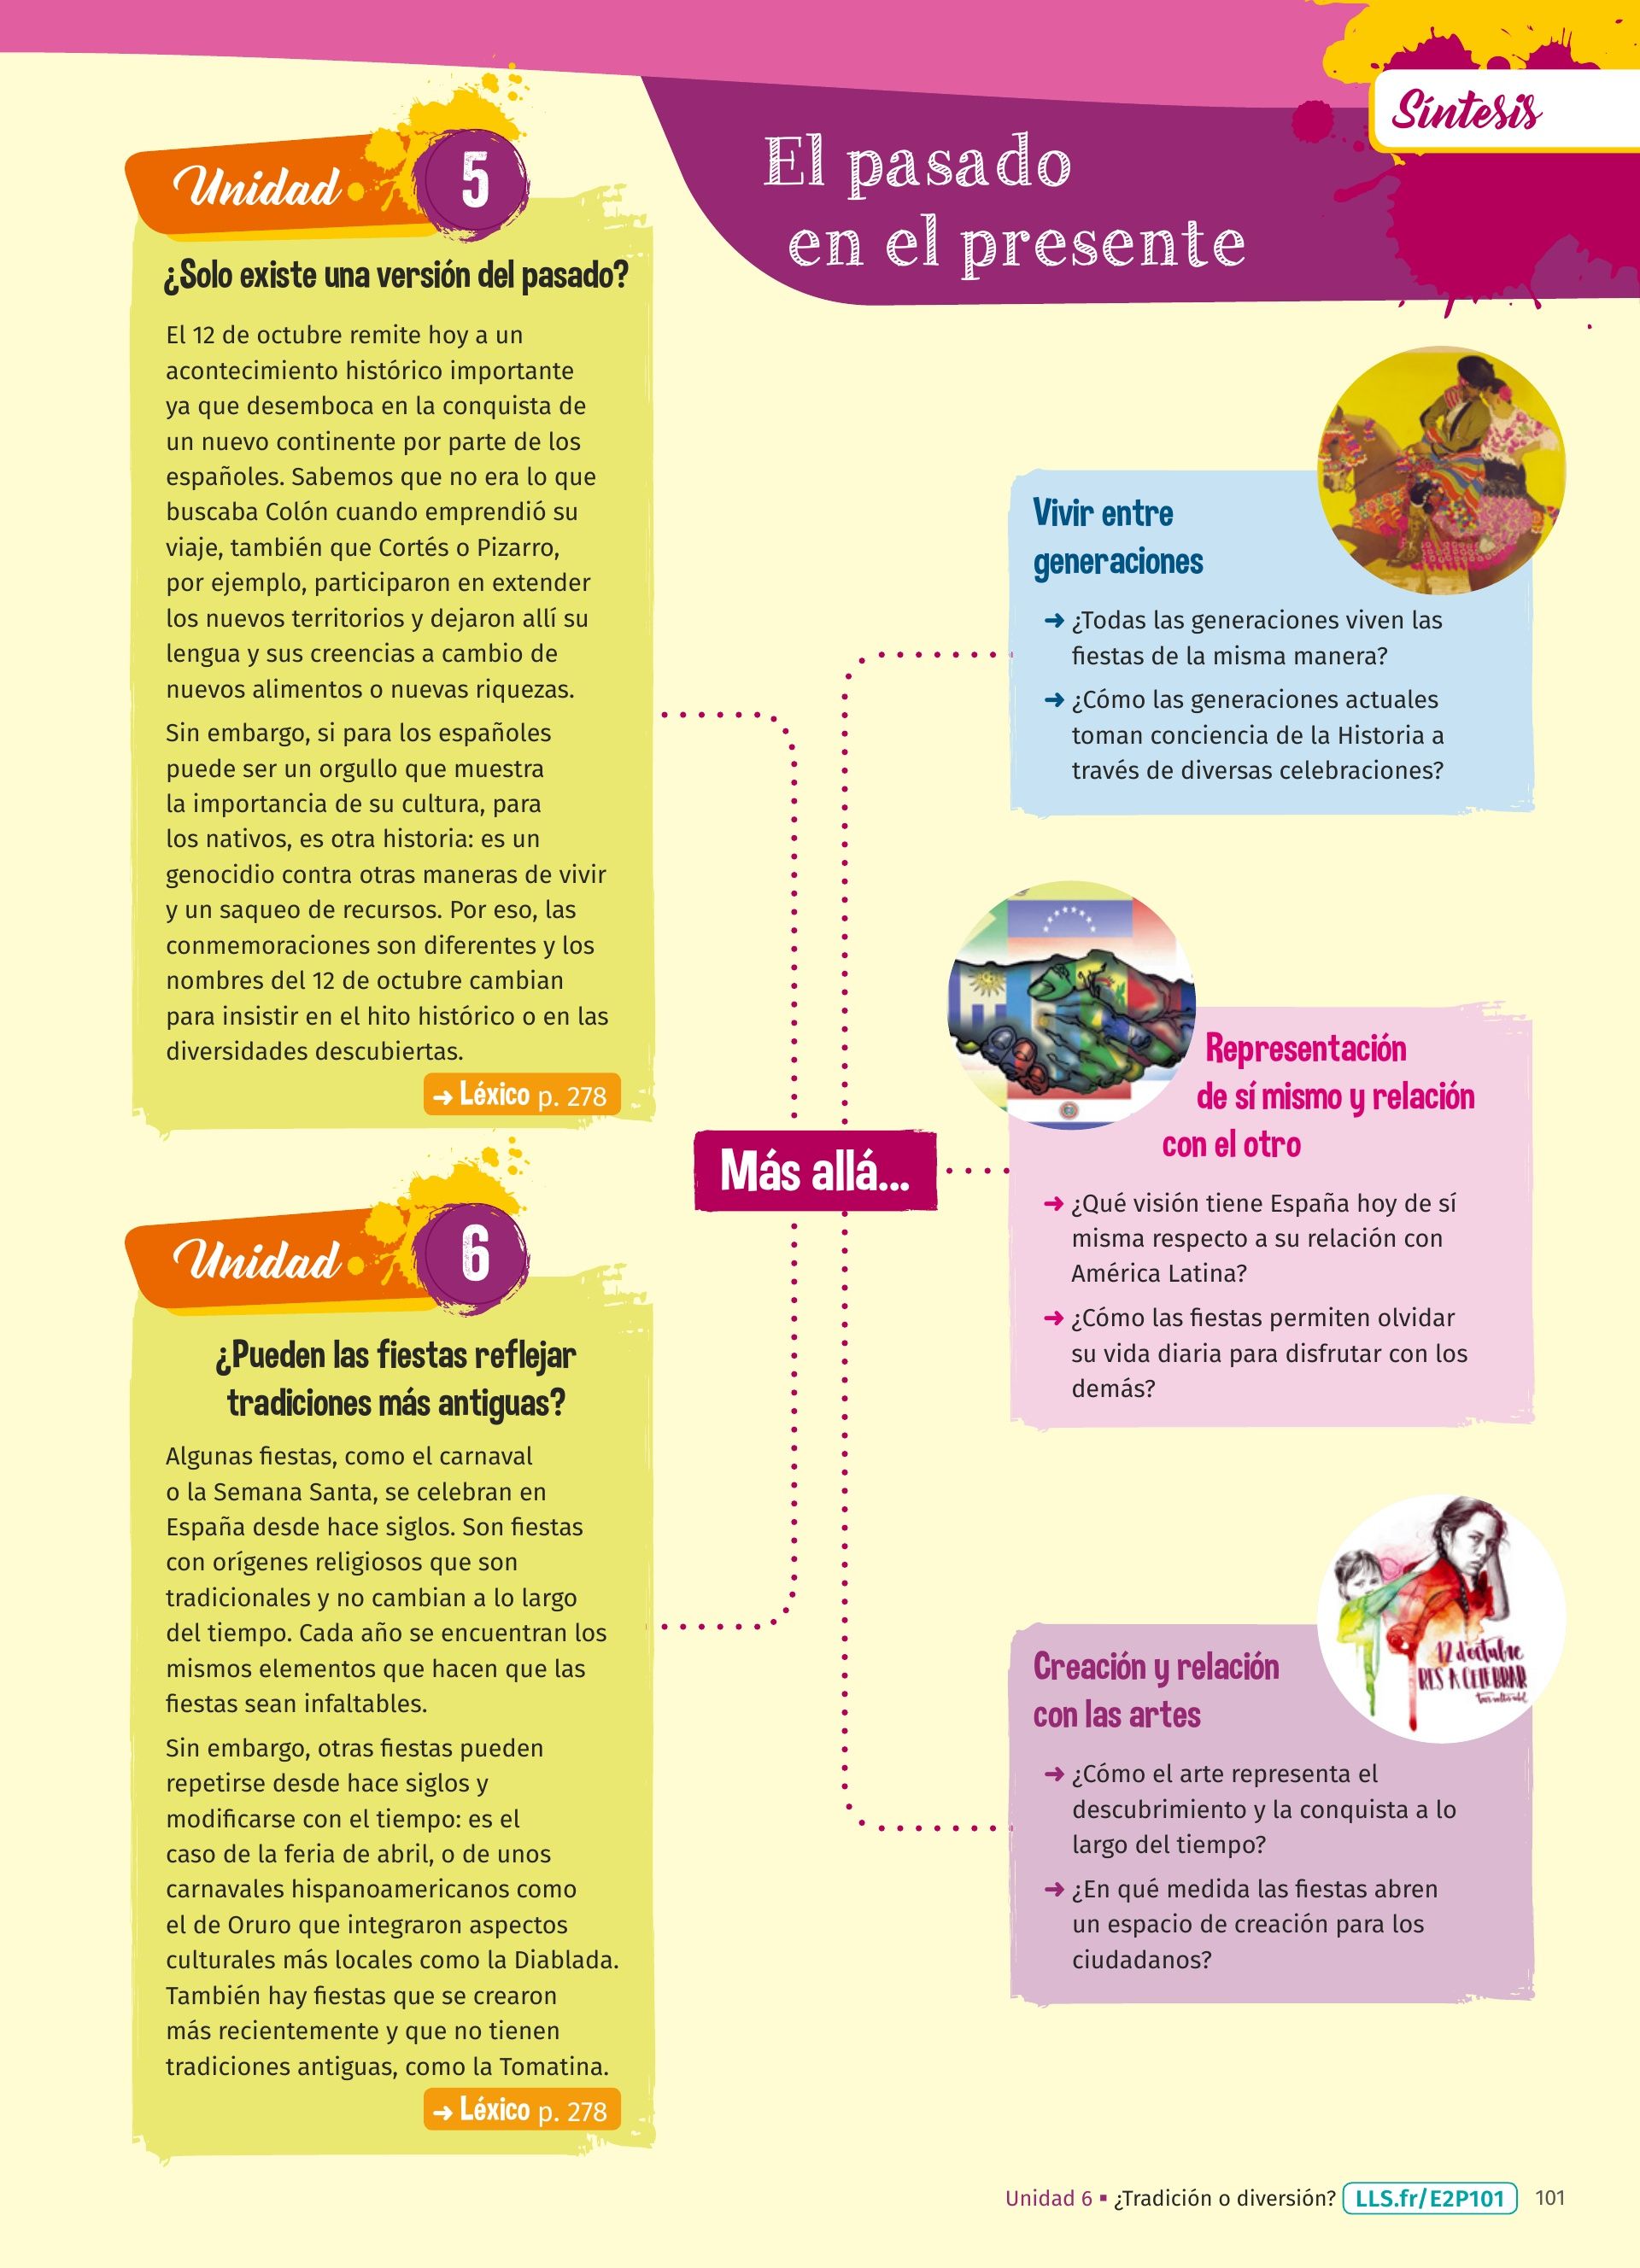 Síntesis
El pasado
en el presente
Unidad 5
¿Solo existe una versión del pasado?
El 12 de octubre remite hoy a un
acontecimiento histórico importante
ya que desemboca en la conquista de
un nuevo continente por parte de los
españoles. Sabemos que no era lo que
buscaba Colón cuando emprendió su
viaje, también que Cortés o Pizarro,
por ejemplo, participaron en extender
los nuevos territorios y dejaron allí su
lengua y sus creencias a cambio de
nuevos alimentos o nuevas riquezas.
Sin embargo, si para los españoles
puede ser un orgullo que muestra
la importancia de su cultura, para
los nativos, es otra historia: es un
genocidio contra otras maneras de vivir
y un saqueo de recursos. Por eso, las
conmemoraciones son diferentes y los
nombres del 12 de octubre cambian
para insistir en el hito histórico o en las
diversidades descubiertas.
➜ Léxico p. 278
Unidad 6
¿Pueden las fiestas reflejar
tradiciones más antiguas?
Algunas fiestas, como el carnaval
o la Semana Santa, se celebran en
España desde hace siglos. Son fiestas
con orígenes religiosos que son
tradicionales y no cambian a lo largo
del tiempo. Cada año se encuentran los
mismos elementos que hacen que las
fiestas sean infaltables.
Sin embargo, otras fiestas pueden
repetirse desde hace siglos y
modificarse con el tiempo: es el
caso de la feria de abril, o de unos
carnavales hispanoamericanos como
el de Oruro que integraron aspectos
culturales más locales como la Diablada.
También hay fiestas que se crearon
más recientemente y que no tienen
tradiciones antiguas, como la Tomatina.
➜ Léxico p. 278
Más allá...
Vivir entre
generaciones
➜ ¿Todas las generaciones viven las
fiestas de la misma manera?
➜ ¿Cómo las generaciones actuales
toman conciencia de la Historia a
través de diversas celebraciones?
Representación
de sí mismo y relación
con el otro
➜ ¿Qué visión tiene España hoy de sí
misma respecto a su relación con
América Latina?
➜ ¿Cómo las fiestas permiten olvidar
su vida diaria para disfrutar con los
demás?
12 d'octubre
RES A CELEBRAR
Creación y relación
con las artes
➜ ¿Cómo el arte representa el
descubrimiento y la conquista a lo
largo del tiempo?
➜ ¿En qué medida las fiestas abren
un espacio de creación para los
ciudadanos?
Unidad 6 ▪ ¿Tradición o diversión? LLS.fr/E2P101 101